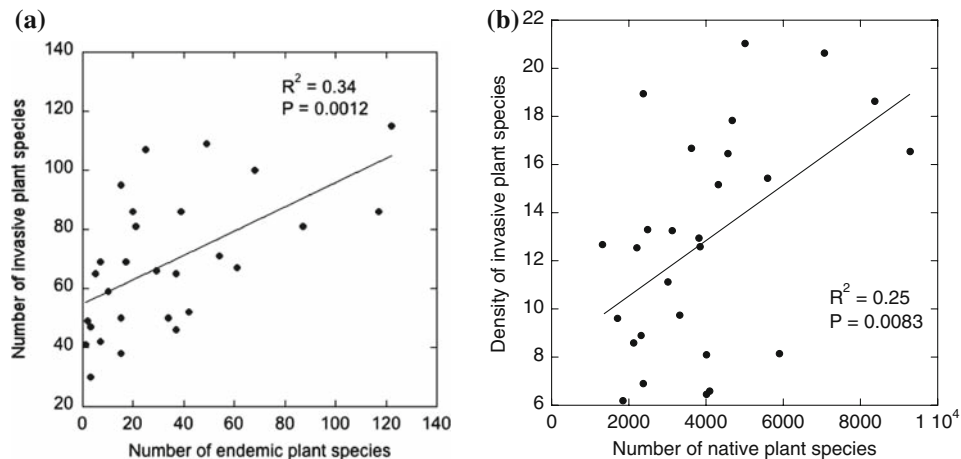 (a)
140
120
100
80
60
40
20
Number of invasive plant species
R² = 0.34
P = 0.0012
0 20 40 60 80 100 120 140
Number of endemic plant species
(b)
22
20
18
16
14
12
10
8
6
Density of invasive plant species
R² = 0.25
P = 0.0083
0 2000 4000 6000 8000 1 10⁴
Number of native plant species